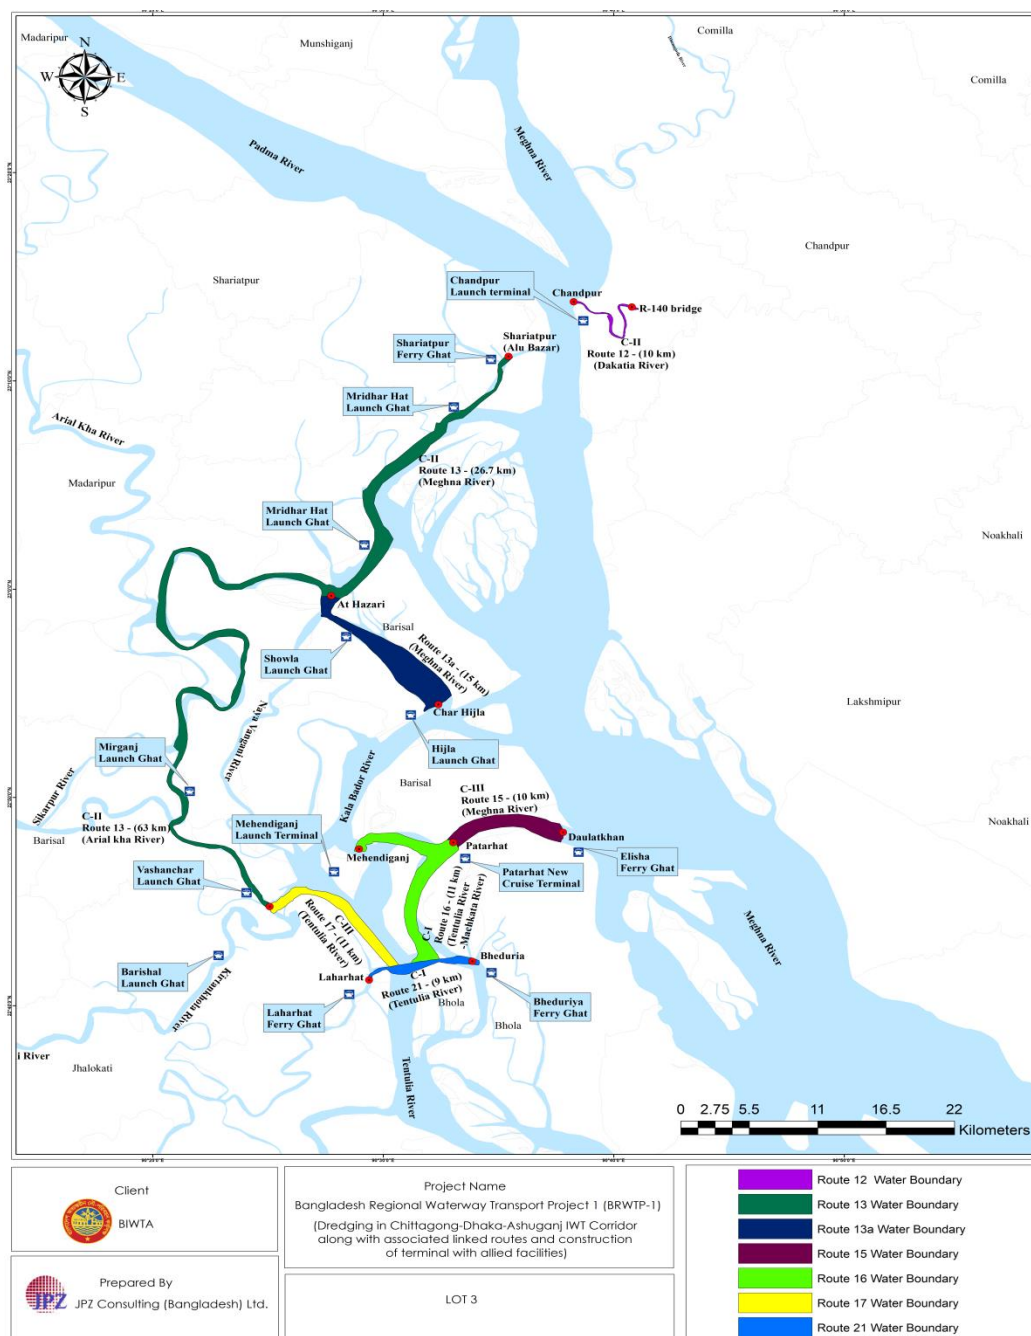 Madaripur
Munshiganj
Comilla
Comilla
N
W
E
S
Padma River
Meghna River
Chandpur
Shariatpur
Chandpur
Launch terminal
Chandpur
R-140 bridge
C-II
Route 12 - (10 km)
(Dakatia River)
Shariatpur
Ferry Ghat
Shariatpur
(Alu Bazar)
Mridhar Hat
Launch Ghat
Arial Kha River
C-II
Route 13 - (26.7 km)
(Meghna River)
Madaripur
Mridhar Hat
Launch Ghat
Noakhali
At Hazari
Barisal
Showla
Launch Ghat
Route 13a - (15 km)
(Meghna River)
Lakshmipur
Char Hijla
Naya Vangani River
Hijla
Launch Ghat
Mirganj
Launch Ghat
Kala Bador River
Barisal
Sikarpur River
C-III
Route 15 - (10 km)
(Meghna River)
C-II
Route 13 - (63 km)
(Arial kha River)
Barisal
Noakhali
Mehendiganj
Launch Terminal
Mehendiganj
Patarhat
Daulatkhan
Elisha
Ferry Ghat
Patarhat New
Cruise Terminal
Vashanchar
Launch Ghat
C-III
Route 17 - (11 km)
(Tentulia River)
C-I
Route 16 - (11 km)
(Tentulia River
-Machkata River)
Meghna River
Barishal
Launch Ghat
Kirtankhola River
Laharhat
Bheduria
C-I
Route 21 - (9 km)
(Tentulia River)
Laharhat
Ferry Ghat
Bheduriya
Ferry Ghat
Bhola
Bhola
i River
Jhalokati
Tentulia River
0 2.75 5.5 11 16.5 22
Kilometers
Client
BIWTA
Prepared By
JPZ
JPZ Consulting (Bangladesh) Ltd.
Project Name
Bangladesh Regional Waterway Transport Project 1 (BRWTP-1)
(Dredging in Chittagong-Dhaka-Ashuganj IWT Corridor
along with associated linked routes and construction
of terminal with allied facilities)
LOT 3
Route 12 Water Boundary
Route 13 Water Boundary
Route 13a Water Boundary
Route 15 Water Boundary
Route 16 Water Boundary
Route 17 Water Boundary
Route 21 Water Boundary